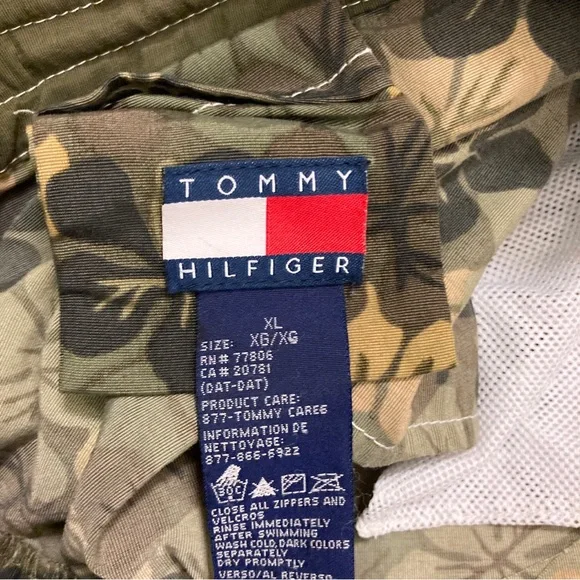 TOMMY
HILFIGER
XL
SIZE: XG/XG
RN# 77806
CA# 20781
(DAT-DAT)
PRODUCT CARE:
877-TOMMY CARES
INFORMATION DE
NETTOYAGE:
877-866-6922
30C
CLOSE ALL ZIPPERS AND
VELCROS
RINSE IMMEDIATELY
AFTER SWIMMING
WASH COLD, DARK COLORS
SEPARATELY
DRY PROMPTLY
VERSO/AL REVERSO